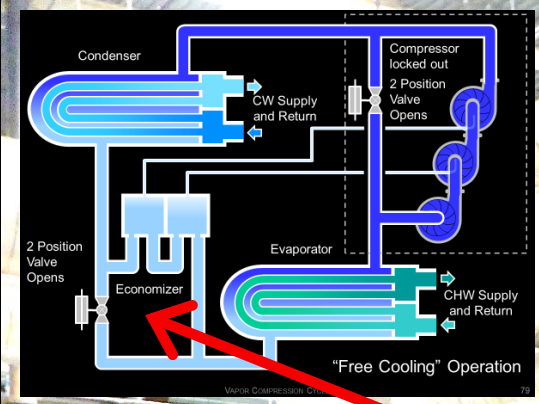 Condenser
Compressor
locked out
2 Position
Valve
Opens
CW Supply
and Return
2 Position
Valve
Opens
Economizer
Evaporator
CHW Supply
and Return
“Free Cooling” Operation
VAPOR COMPRESSION
79